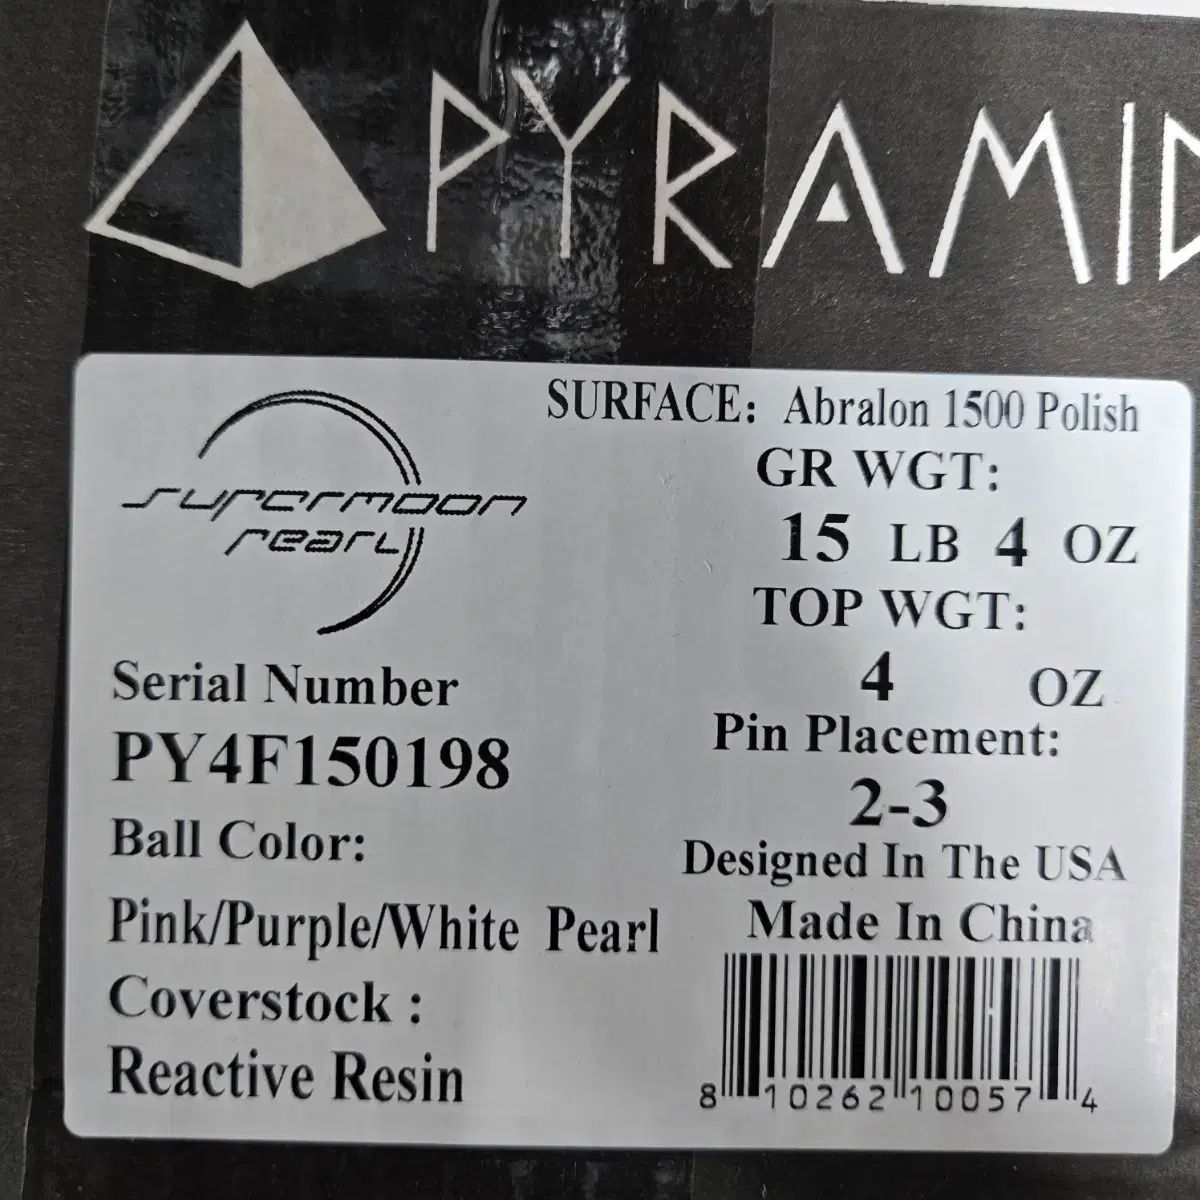 PYRAMID
SURFACE: Abralon 1500 Polish
GR WGT:
15 LB 4 OZ
TOP WGT:
4 OZ
Pin Placement:
2-3
Designed In The USA
Made In China
8 10262 10057 4
supermoon
pearl
Serial Number
PY4F150198
Ball Color:
Pink/Purple/White Pearl
Coverstock :
Reactive Resin